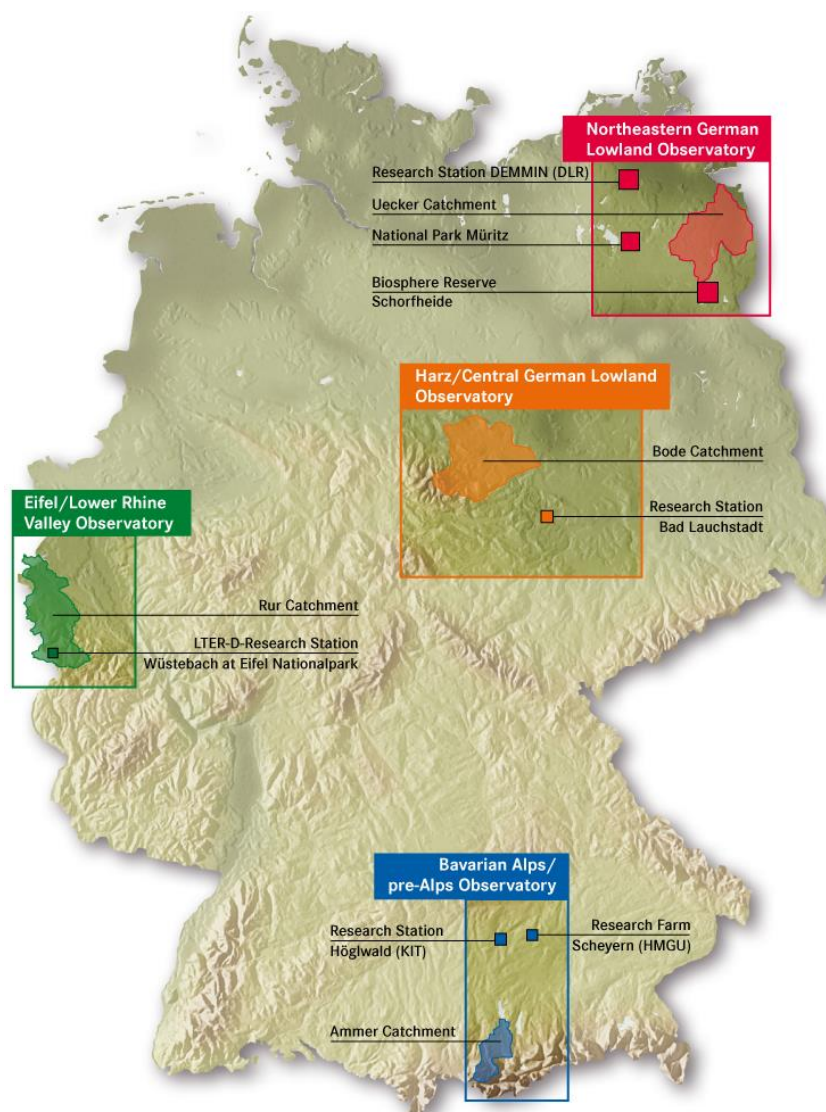 Northeastern German
Lowland Observatory
Research Station DEMMIN (DLR)
Uecker Catchment
National Park Müritz
Biosphere Reserve
Schorfheide
Harz/Central German Lowland
Observatory
Bode Catchment
Research Station
Bad Lauchstadt
Eifel/Lower Rhine
Valley Observatory
Rur Catchment
LTER-D-Research Station
Wüstebach at Eifel Nationalpark
Bavarian Alps/
pre-Alps Observatory
Research Station
Höglwald (KIT)
Research Farm
Scheyern (HMGU)
Ammer Catchment